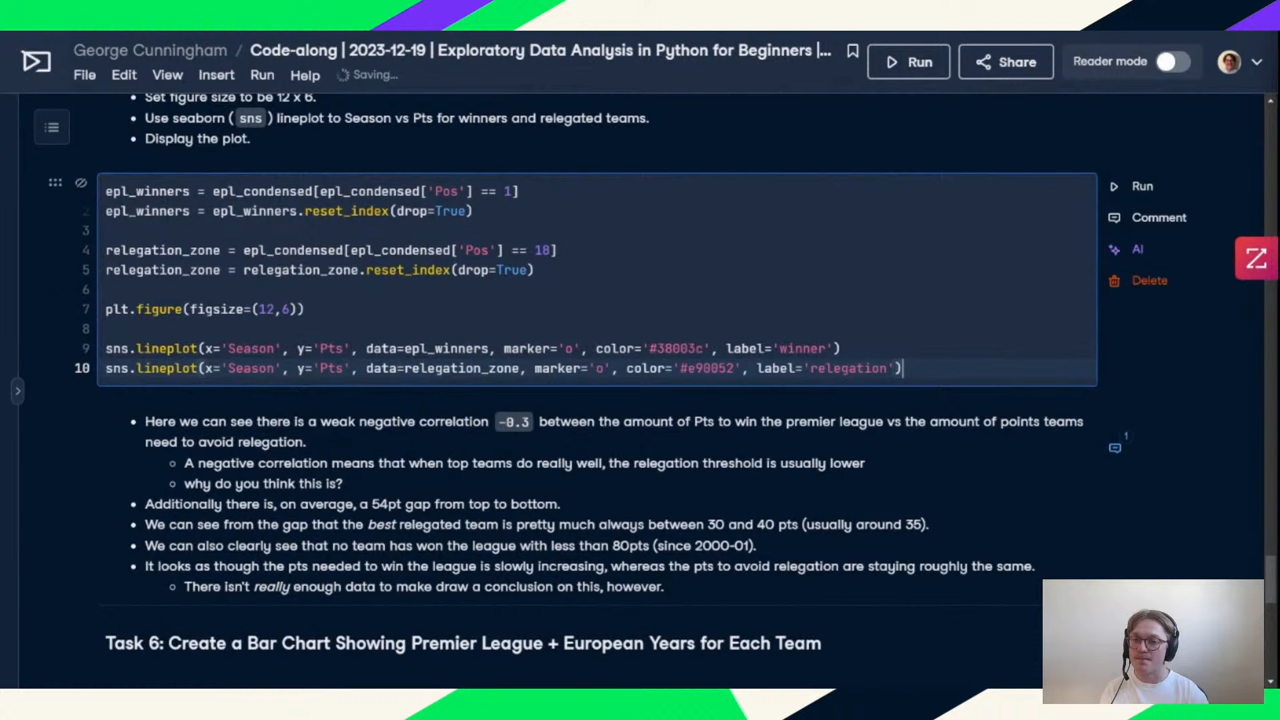 George Cunningham / Code-along | 2023-12-19 | Exploratory Data Analysis in Python for Beginners |...
File Edit View Insert Run Help Saving...
Run
Share
Reader mode
Set figure size to be 12 x 6.
Use seaborn ( sns ) lineplot to Season vs Pts for winners and relegated teams.
Display the plot.
epl_winners = epl_condensed[epl_condensed['Pos'] == 1]
2 epl_winners = epl_winners.reset_index(drop=True)
3
4 relegation_zone = epl_condensed[epl_condensed['Pos'] == 18]
5 relegation_zone = relegation_zone.reset_index(drop=True)
6
7 plt.figure(figsize=(12,6))
8
9 sns.lineplot(x='Season', y='Pts', data=epl_winners, marker='o', color='#38003c', label='winner')
10 sns.lineplot(x='Season', y='Pts', data=relegation_zone, marker='o', color='#e90052', label='relegation')
Run
Comment
AI
Delete
Here we can see there is a weak negative correlation -0.3 between the amount of Pts to win the premier league vs the amount of points teams
need to avoid relegation.
A negative correlation means that when top teams do really well, the relegation threshold is usually lower
why do you think this is?
Additionally there is, on average, a 54pt gap from top to bottom.
We can see from the gap that the best relegated team is pretty much always between 30 and 40 pts (usually around 35).
We can also clearly see that no team has won the league with less than 80pts (since 2000-01).
It looks as though the pts needed to win the league is slowly increasing, whereas the pts to avoid relegation are staying roughly the same.
There isn't really enough data to make draw a conclusion on this, however.
1
Task 6: Create a Bar Chart Showing Premier League + European Years for Each Team